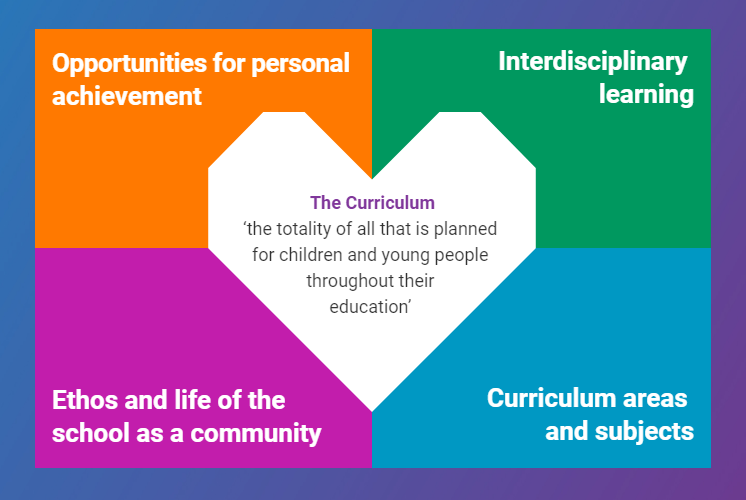 Opportunities for personal
achievement
Interdisciplinary
learning
The Curriculum
‘the totality of all that is planned
for children and young people
throughout their
education’
Ethos and life of the
school as a community
Curriculum areas
and subjects